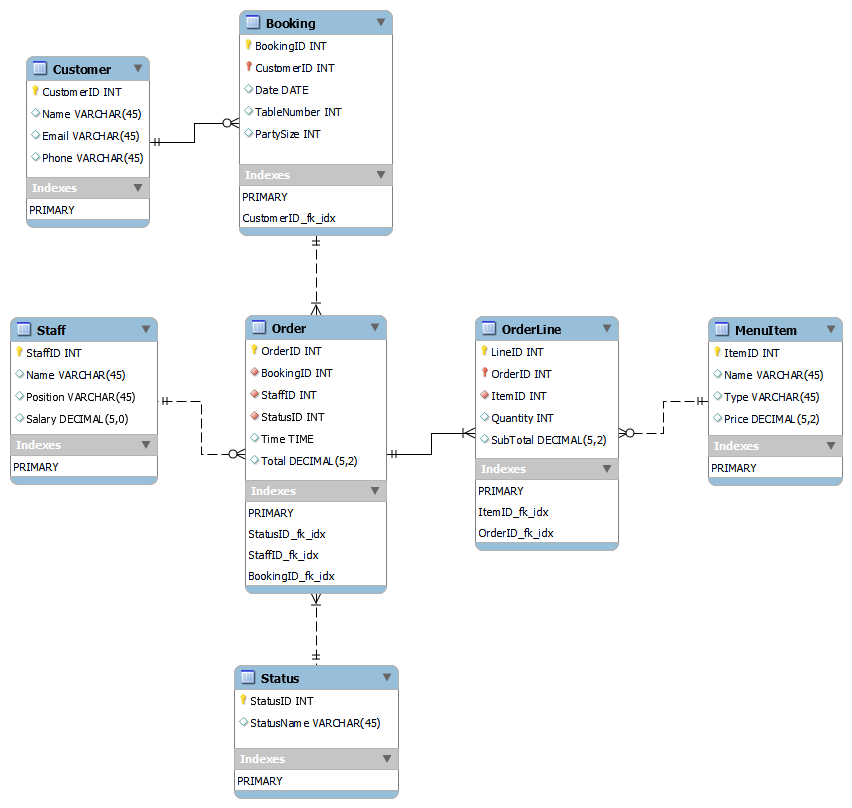 Booking
BookingID INT
CustomerID INT
Date DATE
TableNumber INT
PartySize INT
Indexes
PRIMARY
CustomerID_fk_idx
Customer
CustomerID INT
Name VARCHAR(45)
Email VARCHAR(45)
Phone VARCHAR(45)
Indexes
PRIMARY
Staff
StaffID INT
Name VARCHAR(45)
Position VARCHAR(45)
Salary DECIMAL(5,0)
Indexes
PRIMARY
Order
OrderID INT
BookingID INT
StaffID INT
StatusID INT
Time TIME
Total DECIMAL(5,2)
Indexes
PRIMARY
StatusID_fk_idx
StaffID_fk_idx
BookingID_fk_idx
OrderLine
LineID INT
OrderID INT
ItemID INT
Quantity INT
SubTotal DECIMAL(5,2)
Indexes
PRIMARY
ItemID_fk_idx
OrderID_fk_idx
MenuItem
ItemID INT
Name VARCHAR(45)
Type VARCHAR(45)
Price DECIMAL(5,2)
Indexes
PRIMARY
Status
StatusID INT
StatusName VARCHAR(45)
Indexes
PRIMARY